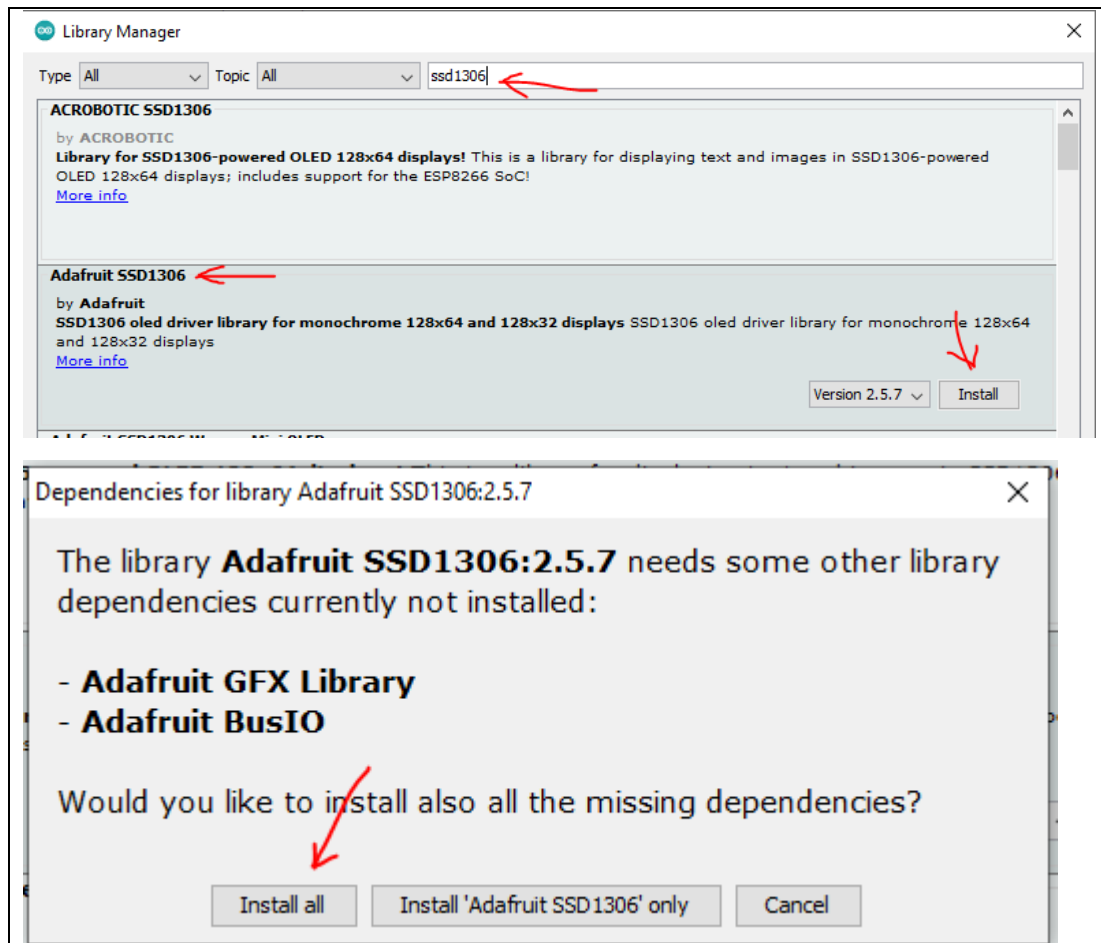 Library Manager
Type All Topic All ssd1306
ACROBOTIC SSD1306
by ACROBOTIC
Library for SSD1306-powered OLED 128x64 displays! This is a library for displaying text and images in SSD1306-powered
OLED 128x64 displays; includes support for the ESP8266 SoC!
More info
Adafruit SSD1306
by Adafruit
SSD1306 oled driver library for monochrome 128x64 and 128x32 displays SSD1306 oled driver library for monochrome 128x64
and 128x32 displays
More info
Version 2.5.7 Install
Dependencies for library Adafruit SSD1306:2.5.7
The library Adafruit SSD1306:2.5.7 needs some other library
dependencies currently not installed:
- Adafruit GFX Library
- Adafruit BusIO
Would you like to install also all the missing dependencies?
Install all Install 'Adafruit SSD1306' only Cancel